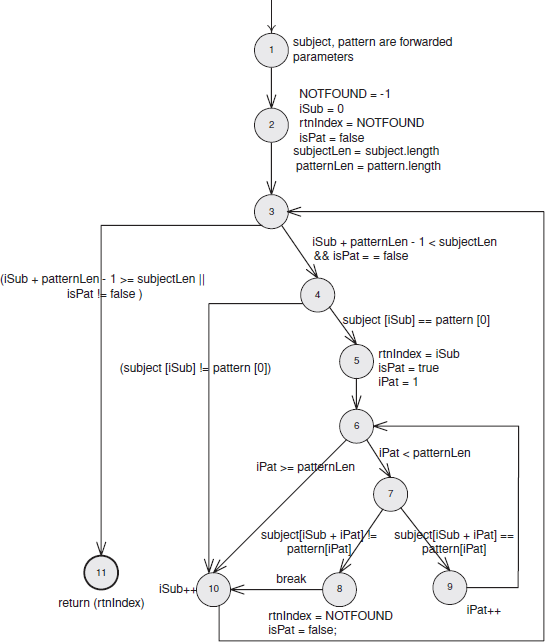 1
subject, pattern are forwarded
parameters
NOTFOUND = -1
iSub = 0
2
rtnIndex = NOTFOUND
isPat = false
subjectLen = subject.length
patternLen = pattern.length
3
iSub + patternLen - 1 < subjectLen
&& isPat = = false
(iSub + patternLen - 1 >= subjectLen ||
isPat != false )
4
subject [iSub] == pattern [0]
(subject [iSub] != pattern [0])
5
rtnIndex = iSub
isPat = true
iPat = 1
6
iPat >= patternLen
iPat < patternLen
7
subject[iSub + iPat] !=
pattern[iPat]
subject[iSub + iPat] ==
pattern[iPat]
11
return (rtnIndex)
iSub++
10
break
8
rtnIndex = NOTFOUND
isPat = false;
9
iPat++